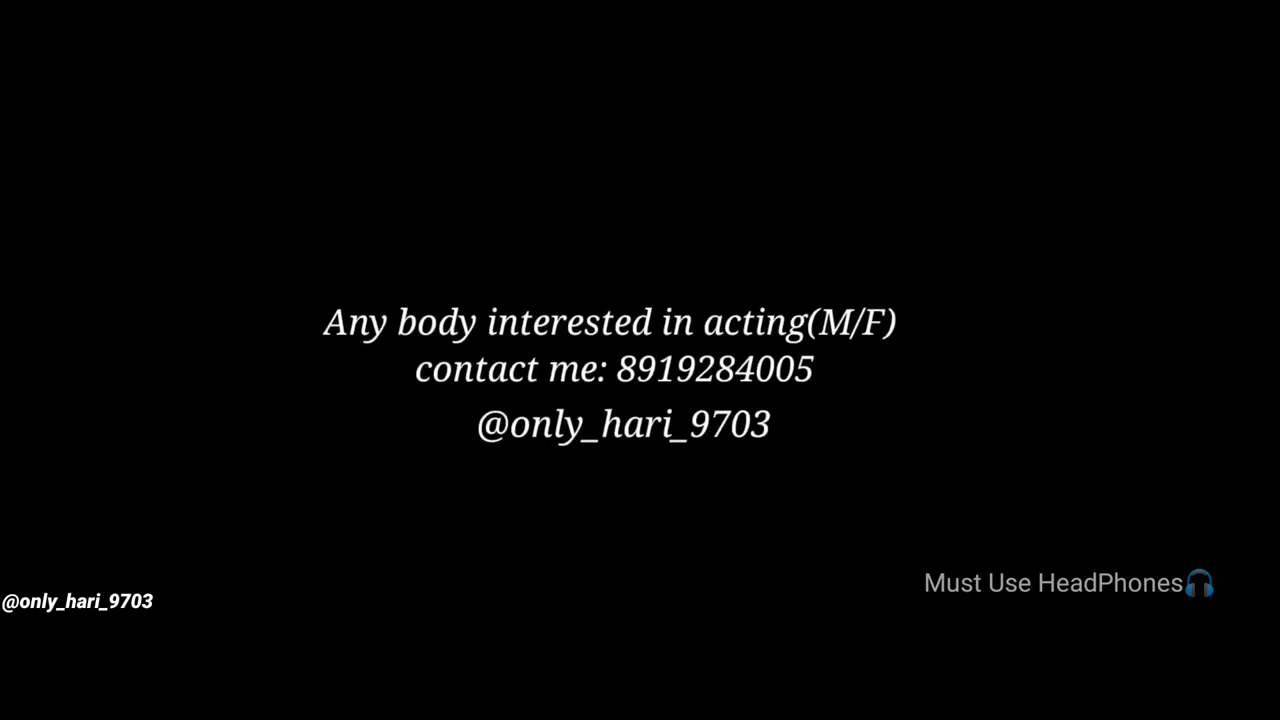 Any body interested in acting(M/F)
contact me: 8919284005
@only_hari_9703
Must Use HeadPhones🎧
@only_hari_9703